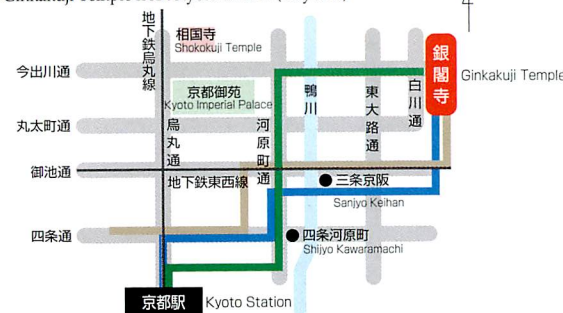 地下鉄烏丸線
相国寺
Shokokuji Temple
銀閣寺
Ginkakuji Temple
今出川通
京都御苑
Kyoto Imperial Palace
鴨川
東大路通
白川通
丸太町通
烏丸通
河原町通
御池通
地下鉄東西線
三条京阪
Sanjyo Keihan
四条通
四条河原町
Shijyo Kawaramachi
京都駅
Kyoto Station